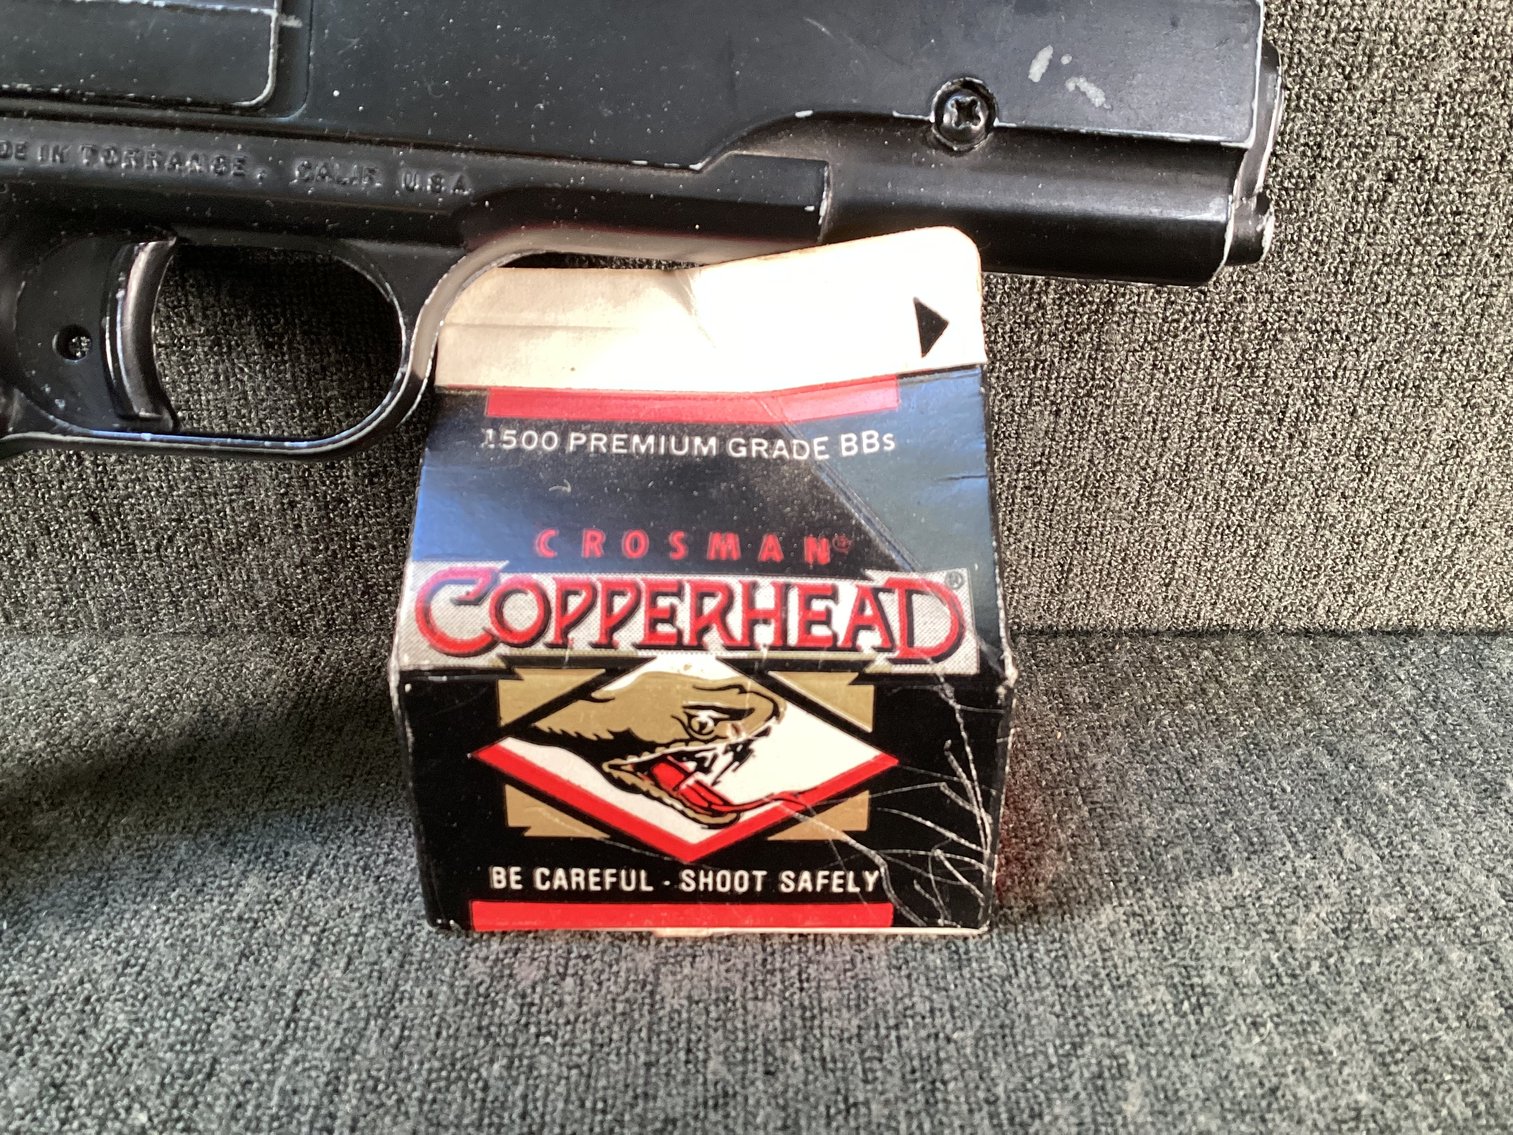 DE IN TORRANCE, CALIF. U.S.A.
1500 PREMIUM GRADE BBs
CROSMAN®
COPPERHEAD®
BE CAREFUL - SHOOT SAFELY